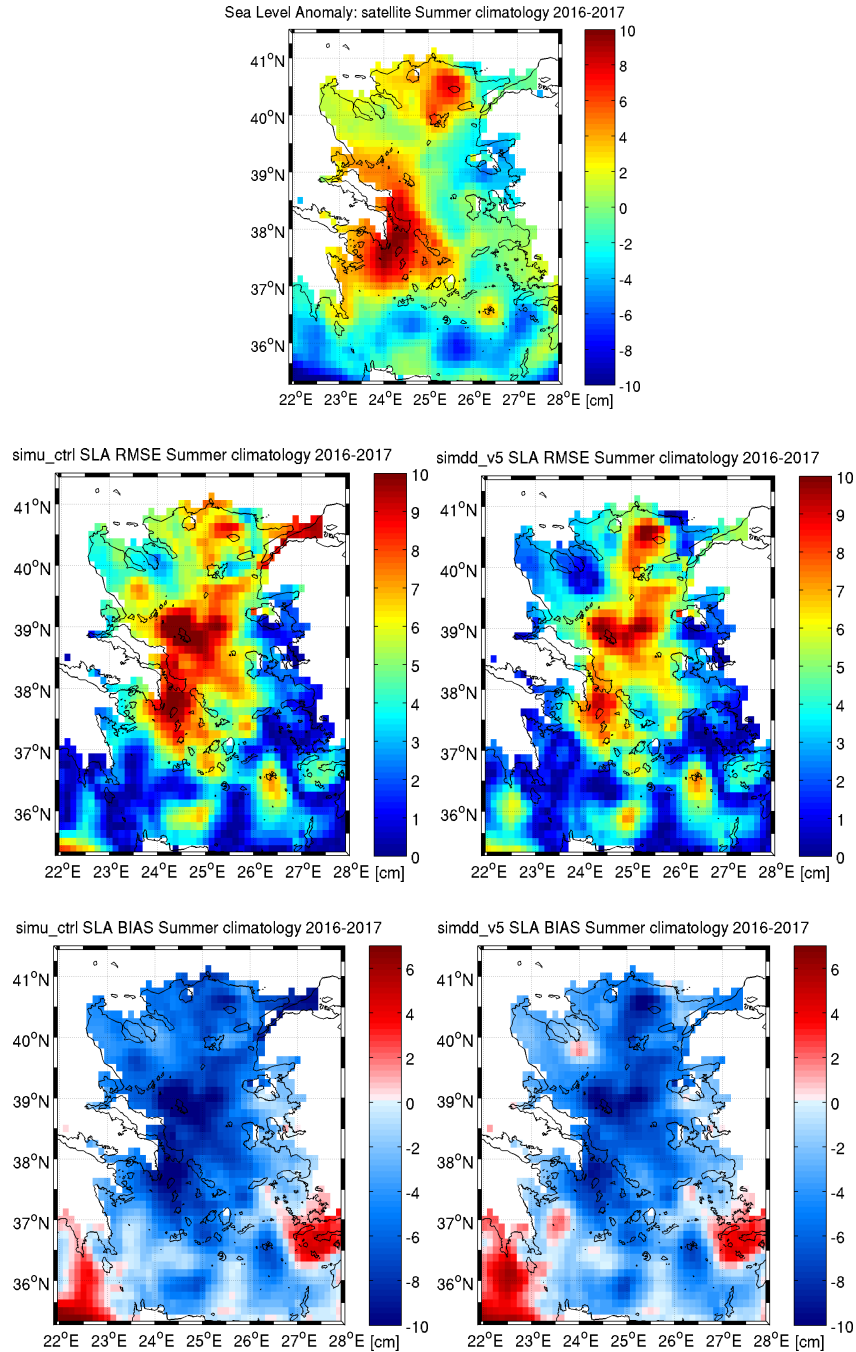 Sea Level Anomaly: satellite Summer climatology 2016-2017
41°N
40°N
39°N
38°N
37°N
36°N
22°E 23°E 24°E 25°E 26°E 27°E 28°E [cm]
10
8
6
4
2
0
-2
-4
-6
-8
-10
simu_ctrl SLA RMSE Summer climatology 2016-2017
41°N
40°N
39°N
38°N
37°N
36°N
22°E 23°E 24°E 25°E 26°E 27°E 28°E [cm]
10
9
8
7
6
5
4
3
2
1
0
simdd_v5 SLA RMSE Summer climatology 2016-2017
41°N
40°N
39°N
38°N
37°N
36°N
22°E 23°E 24°E 25°E 26°E 27°E 28°E [cm]
10
9
8
7
6
5
4
3
2
1
0
simu_ctrl SLA BIAS Summer climatology 2016-2017
41°N
40°N
39°N
38°N
37°N
36°N
22°E 23°E 24°E 25°E 26°E 27°E 28°E [cm]
6
4
2
0
-2
-4
-6
-8
-10
simdd_v5 SLA BIAS Summer climatology 2016-2017
41°N
40°N
39°N
38°N
37°N
36°N
22°E 23°E 24°E 25°E 26°E 27°E 28°E [cm]
6
4
2
0
-2
-4
-6
-8
-10